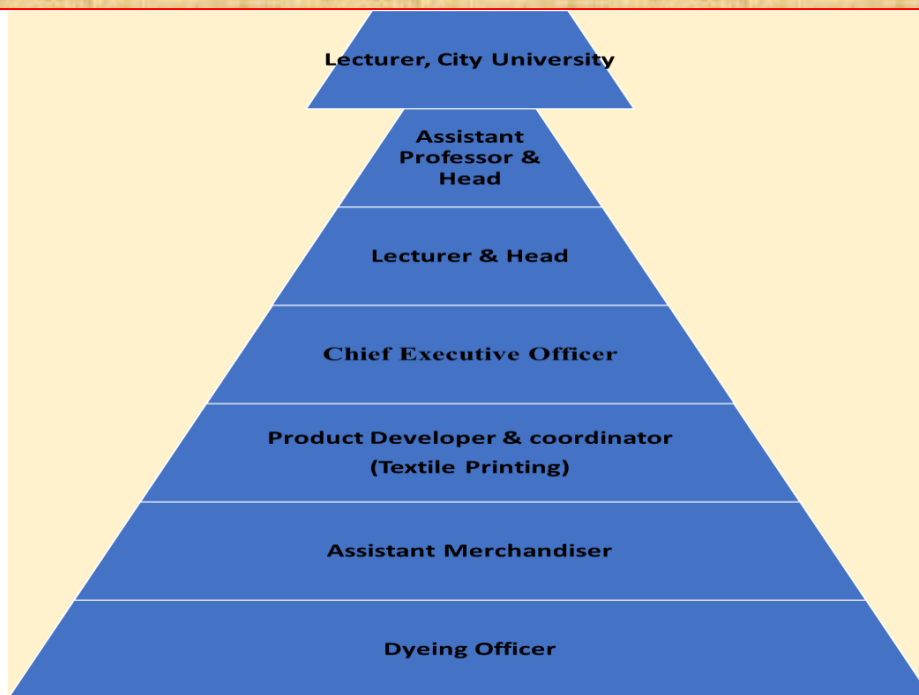 Lecturer, City University
Assistant
Professor &
Head
Lecturer & Head
Chief Executive Officer
Product Developer & coordinator
(Textile Printing)
Assistant Merchandiser
Dyeing Officer